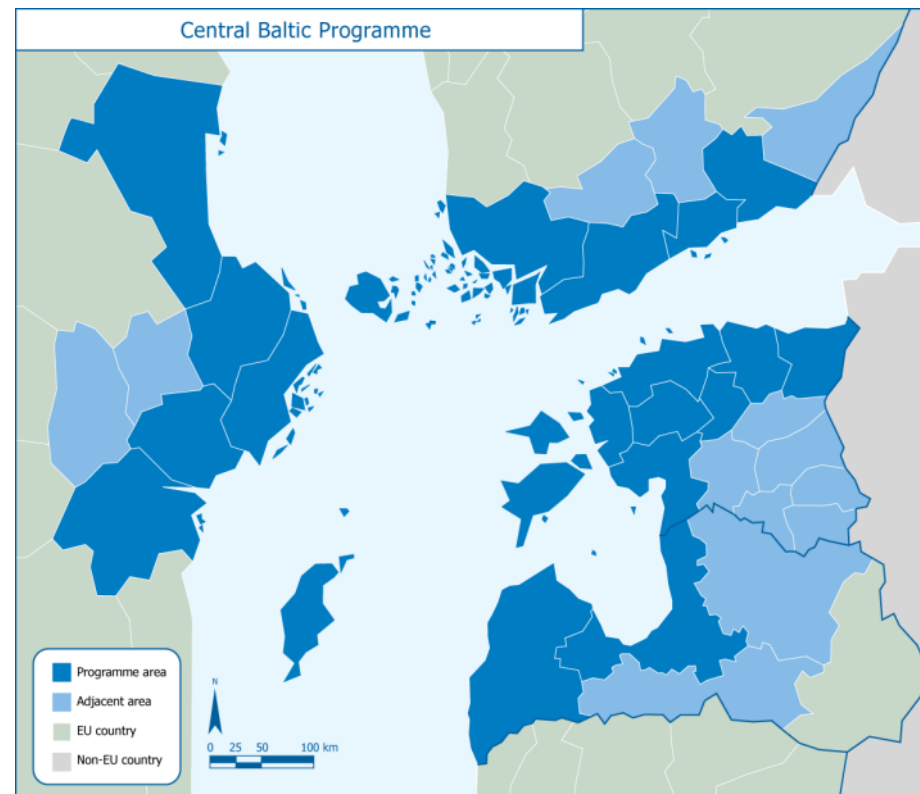 Central Baltic Programme
Programme area
Adjacent area
EU country
Non-EU country
N
0 25 50 100 km